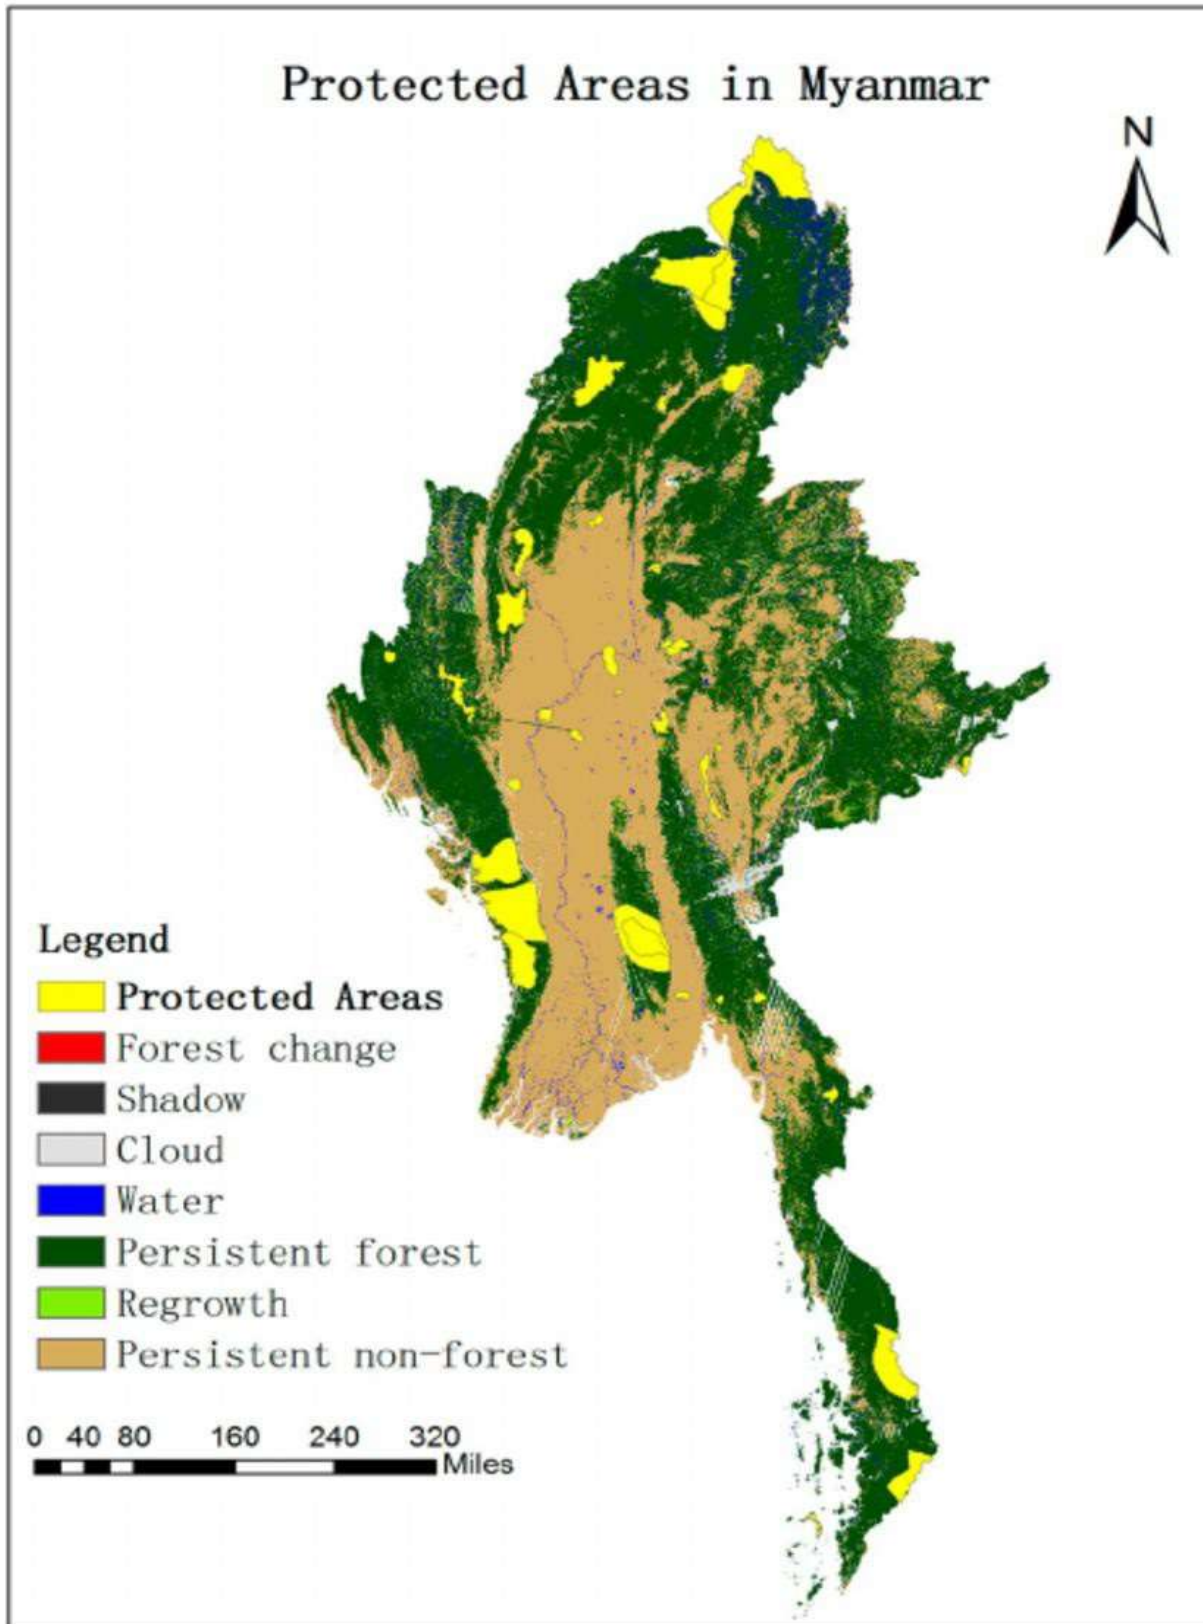 Protected Areas in Myanmar
N
Legend
Protected Areas
Forest change
Shadow
Cloud
Water
Persistent forest
Regrowth
Persistent non-forest
0 40 80 160 240 320
Miles